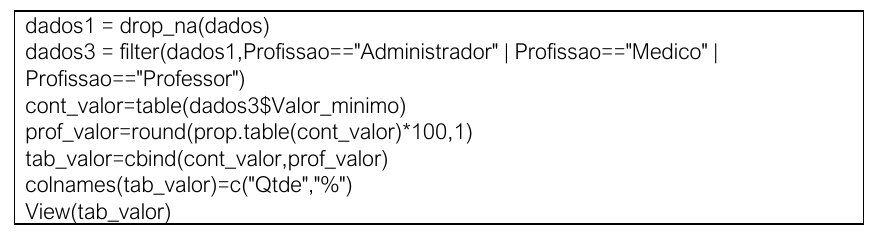 dados1 = drop_na(dados)
dados3 = filter(dados1,Profissao=="Administrador" | Profissao=="Medico" |
Profissao=="Professor")
cont_valor=table(dados3$Valor_minimo)
prof_valor=round(prop.table(cont_valor)*100,1)
tab_valor=cbind(cont_valor,prof_valor)
colnames(tab_valor)=c("Qtde","%")
View(tab_valor)